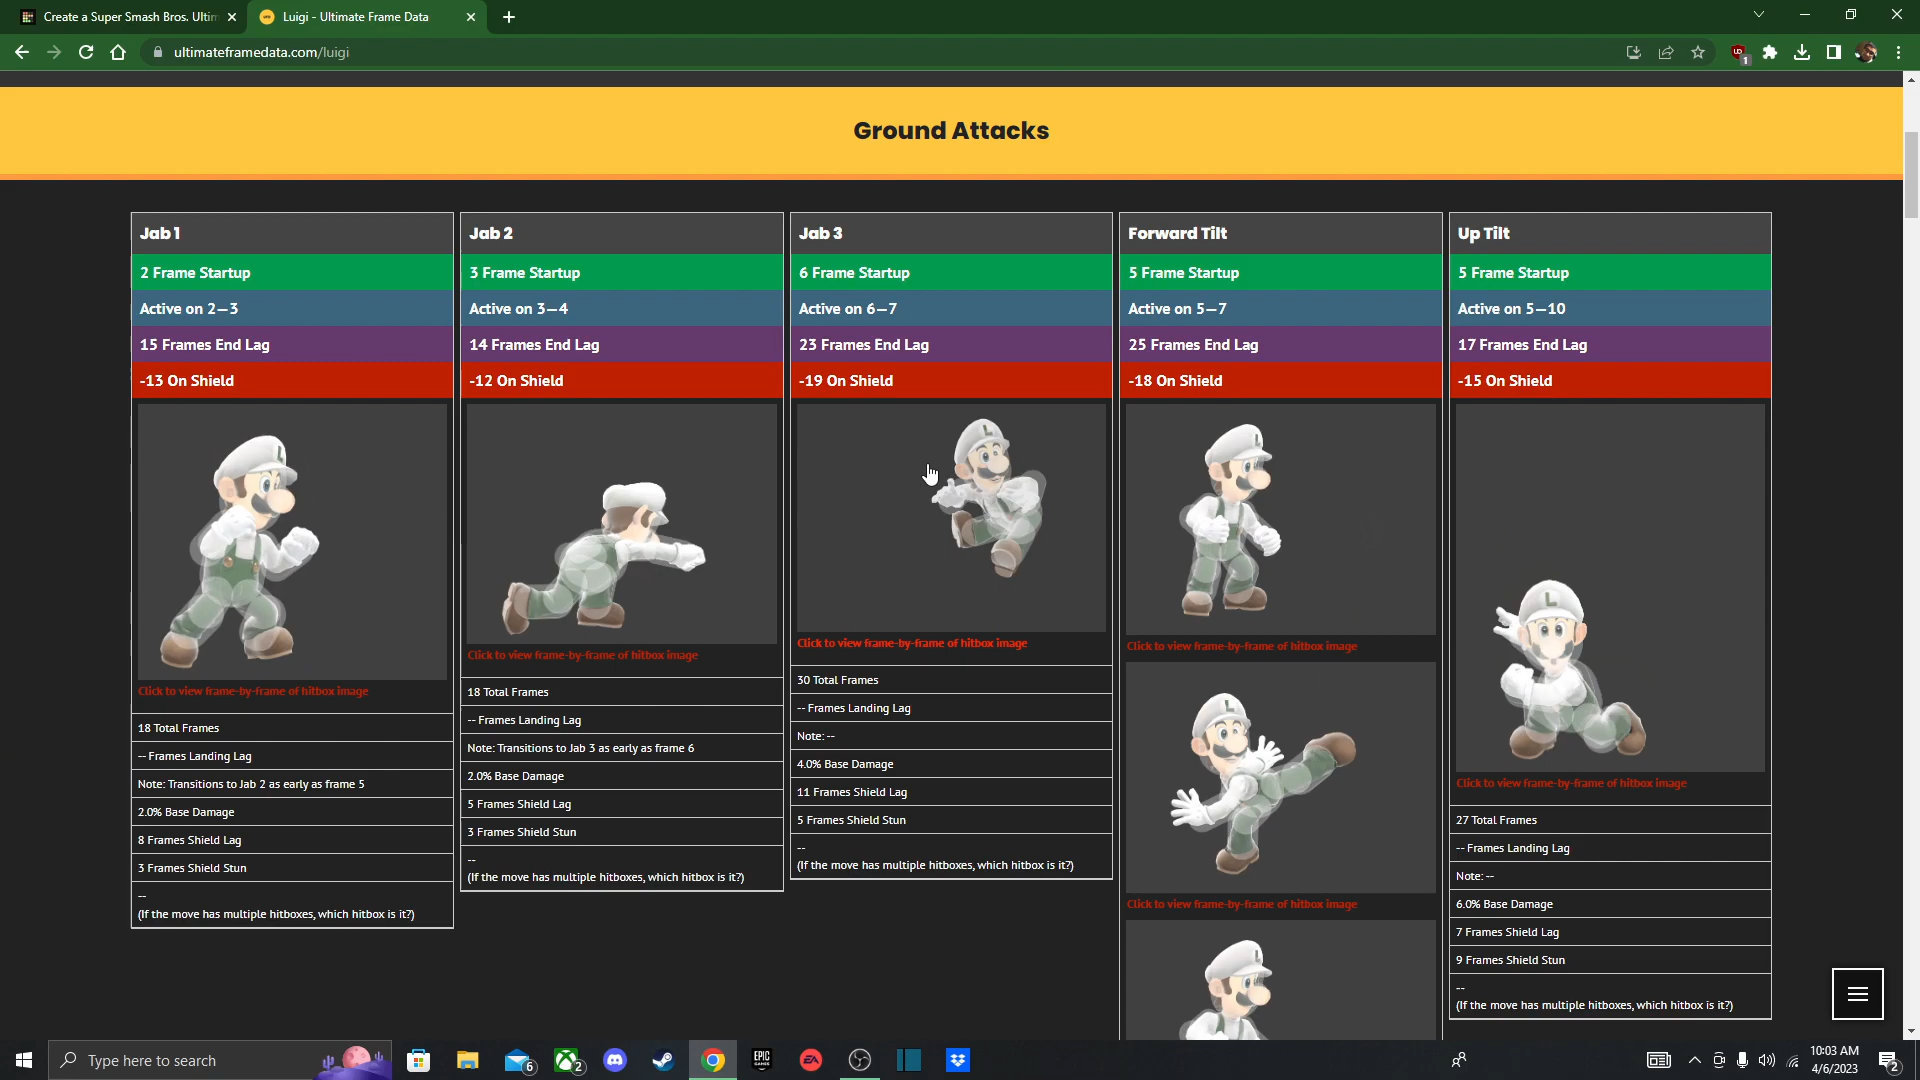 Create a Super Smash Bros. Ultim
Luigi - Ultimate Frame Data
ultimateframedata.com/luigi
1
Ground Attacks
Jab 1
2 Frame Startup
Active on 2—3
15 Frames End Lag
-13 On Shield
Click to view frame-by-frame of hitbox image
18 Total Frames
-- Frames Landing Lag
Note: Transitions to Jab 2 as early as frame 5
2.0% Base Damage
8 Frames Shield Lag
3 Frames Shield Stun
--
(If the move has multiple hitboxes, which hitbox is it?)
Jab 2
3 Frame Startup
Active on 3—4
14 Frames End Lag
-12 On Shield
Click to view frame-by-frame of hitbox image
18 Total Frames
-- Frames Landing Lag
Note: Transitions to Jab 3 as early as frame 6
2.0% Base Damage
5 Frames Shield Lag
3 Frames Shield Stun
--
(If the move has multiple hitboxes, which hitbox is it?)
Jab 3
6 Frame Startup
Active on 6—7
23 Frames End Lag
-19 On Shield
Click to view frame-by-frame of hitbox image
30 Total Frames
-- Frames Landing Lag
Note: --
4.0% Base Damage
11 Frames Shield Lag
5 Frames Shield Stun
--
(If the move has multiple hitboxes, which hitbox is it?)
Forward Tilt
5 Frame Startup
Active on 5—7
25 Frames End Lag
-18 On Shield
Click to view frame-by-frame of hitbox image
Click to view frame-by-frame of hitbox image
Up Tilt
5 Frame Startup
Active on 5—10
17 Frames End Lag
-15 On Shield
Click to view frame-by-frame of hitbox image
27 Total Frames
-- Frames Landing Lag
Note: --
6.0% Base Damage
7 Frames Shield Lag
9 Frames Shield Stun
--
(If the move has multiple hitboxes, which hitbox is it?)
Type here to search
6
2
EPIC
GAMES
EA
10:03 AM
4/6/2023
2